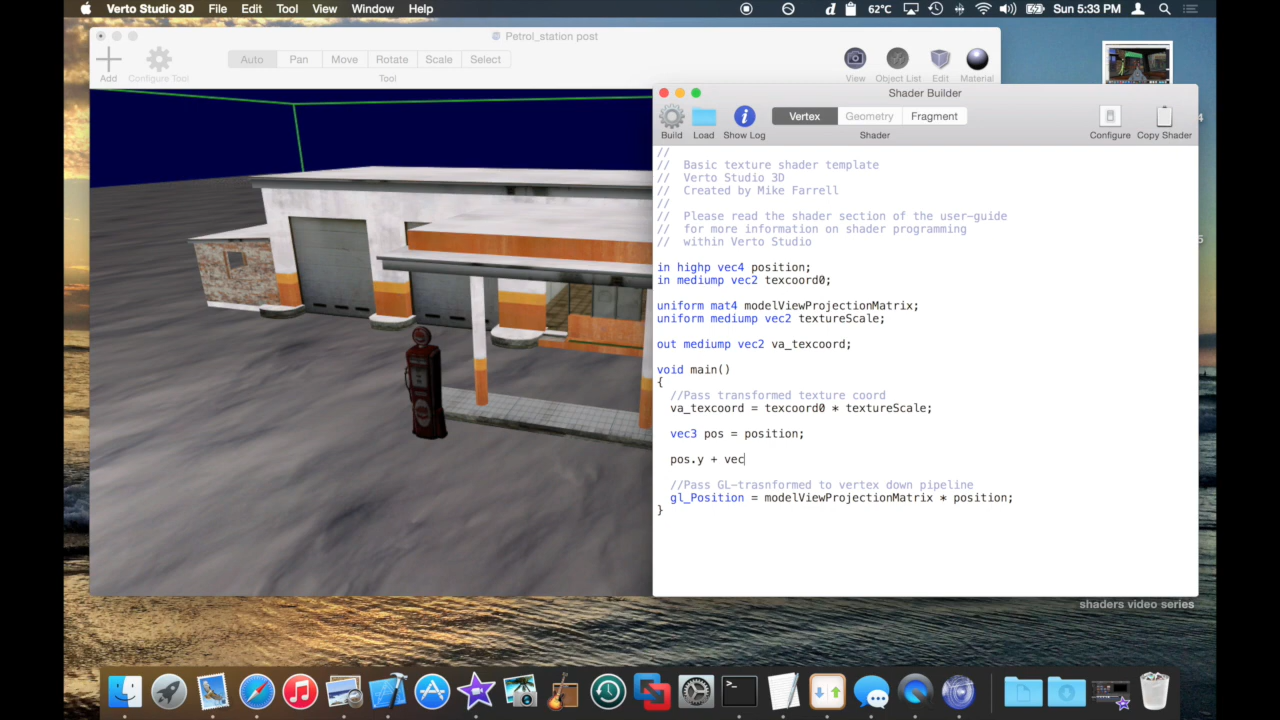 Verto Studio 3D File Edit Tool View Window Help
62°C Sun 5:33 PM
Petrol_station post
Auto Pan Move Rotate Scale Select
Add Configure Tool Tool View Object List Edit Material
Shader Builder
Vertex Geometry Fragment
Build Load Show Log Shader Configure Copy Shader
//
// Basic texture shader template
// Verto Studio 3D
// Created by Mike Farrell
//
// Please read the shader section of the user-guide
// for more information on shader programming
// within Verto Studio
in highp vec4 position;
in mediump vec2 texcoord0;
uniform mat4 modelViewProjectionMatrix;
uniform mediump vec2 textureScale;
out mediump vec2 va_texcoord;
void main()
{
//Pass transformed texture coord
va_texcoord = texcoord0 * textureScale;
vec3 pos = position;
pos.y + vec
//Pass GL-trasnformed to vertex down pipeline
gl_Position = modelViewProjectionMatrix * position;
}
shaders video series